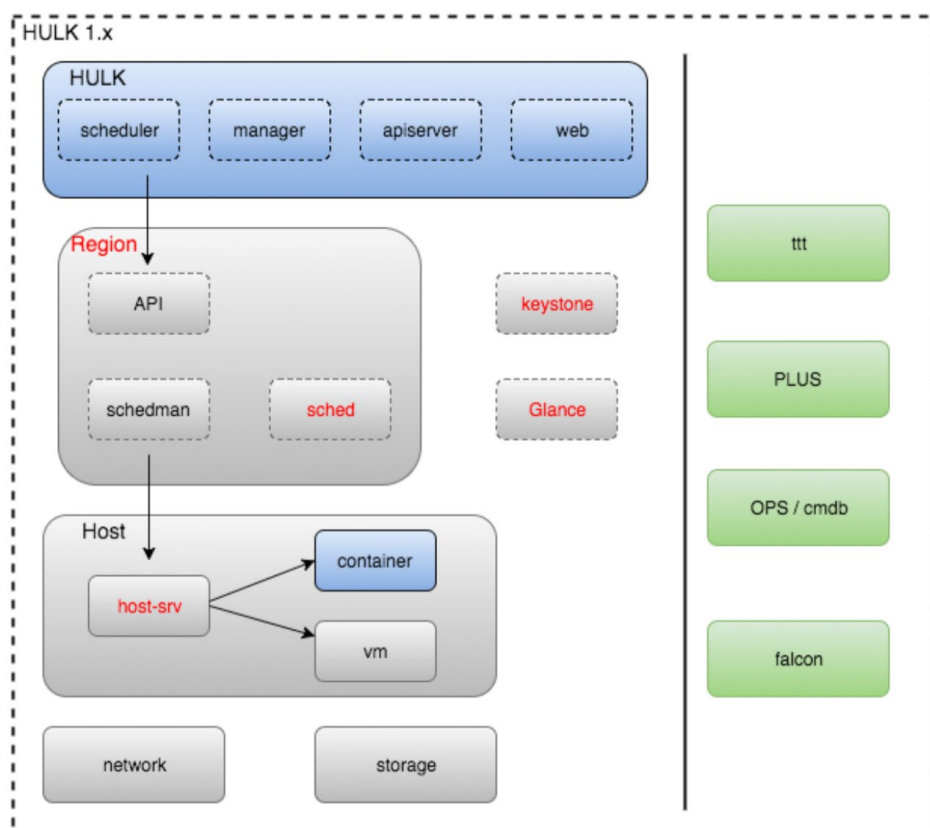 HULK 1.x
HULK
scheduler
manager
apiserver
web
Region
API
keystone
schedman
sched
Glance
Host
container
host-srv
vm
network
storage
ttt
PLUS
OPS / cmdb
falcon